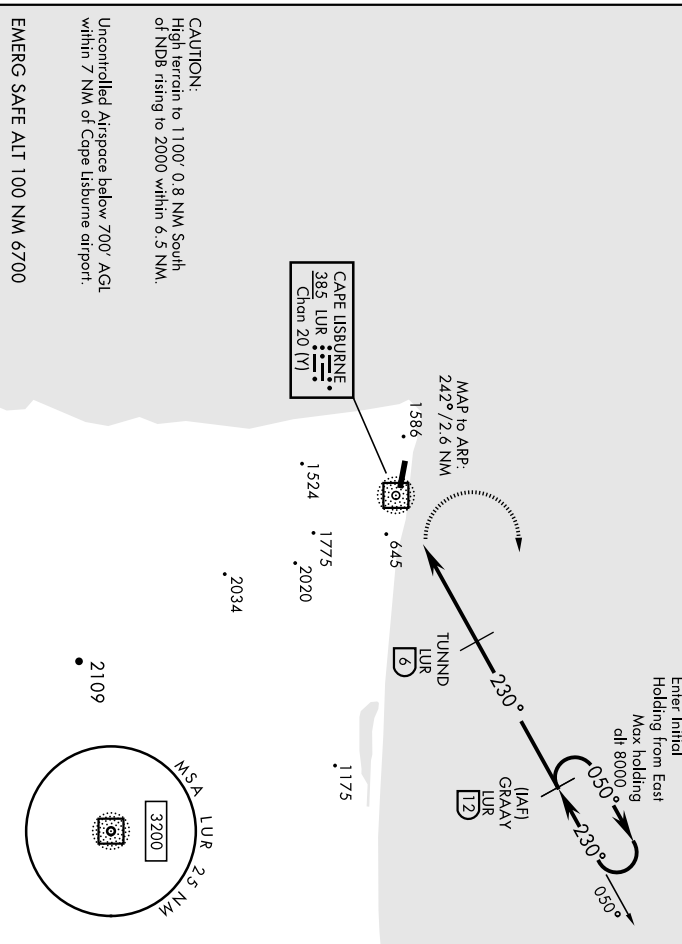 CAUTION:
High terrain to 1100' 0.8 NM South
of NDB rising to 2000 within 6.5 NM.
Uncontrolled Airspace below 700' AGL
within 7 NM of Cape Lisburne airport.
EMERG SAFE ALT 100 NM 6700
Enter Initial
Holding from East
Max holding
alt 8000
050°
230°
050°
(IAF)
GRAAY
LUR
12
230°
TUNND
LUR
6
MAP to ARP:
242°/2.6 NM
CAPE LISBURNE
385 LUR
Chan 20 (Y)
1586
645
1524
1775
2020
2034
2109
1175
MSA LUR 25 NM
3200